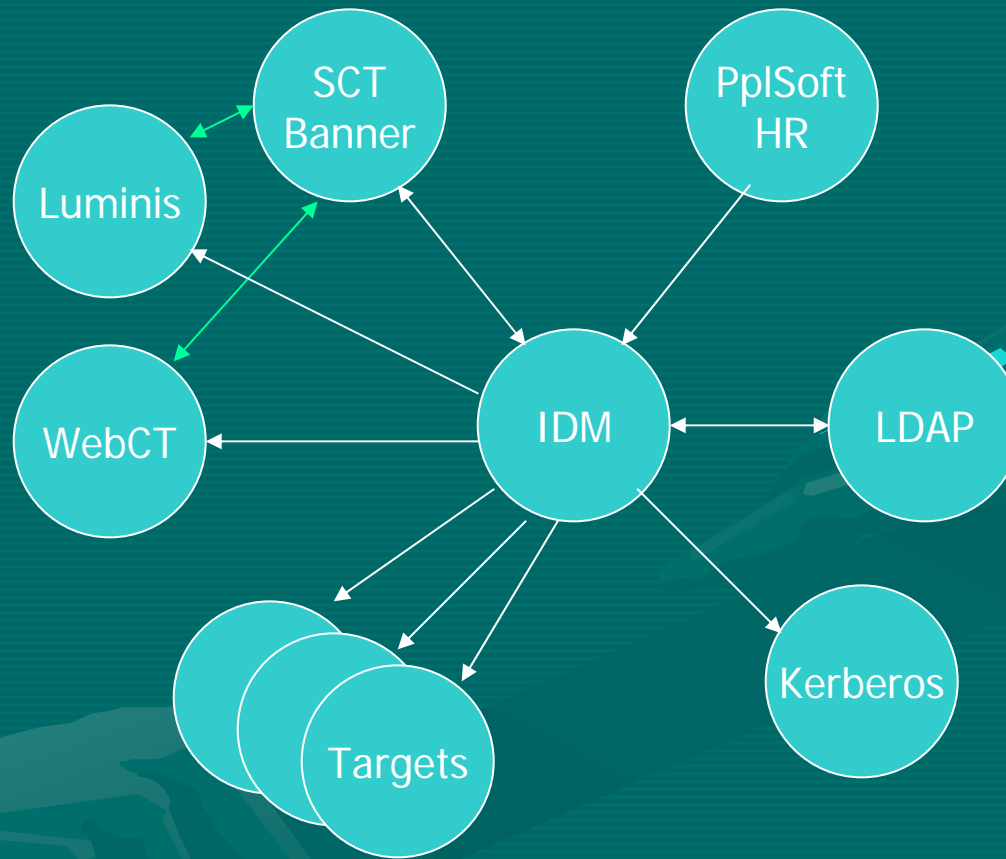 SCT
Banner
PplSoft
HR
Luminis
IDM
LDAP
WebCT
Kerberos
Targets